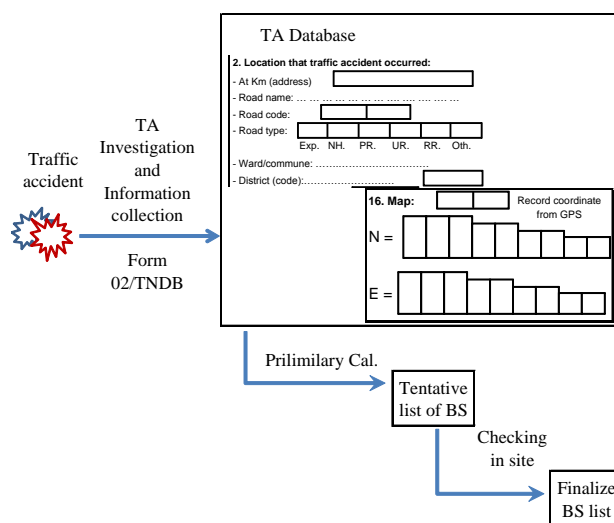 TA Database
2. Location that traffic accident occurred:
- At Km (address)
- Road name: ... ... ... ... ... ... ... .... .... .... ...
- Road code:
- Road type:
Exp. NH. PR. UR. RR. Oth.
- Ward/commune: .................................
- District (code):...........................
16. Map:
Record coordinate
from GPS
N =
E =
Traffic
accident
TA
Investigation
and
Information
collection
Form
02/TNDB
Prilimilary Cal.
Tentative
list of BS
Checking
in site
Finalize
BS list